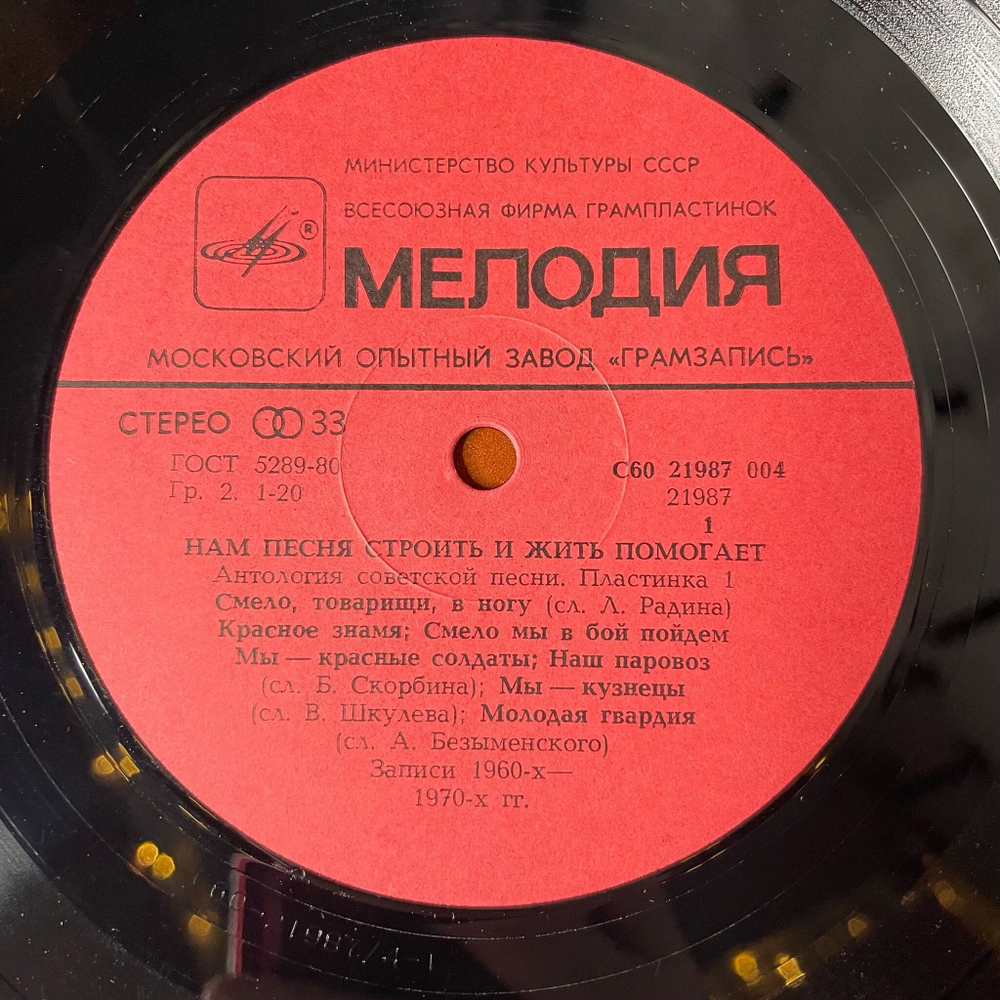 МИНИСТЕРСТВО КУЛЬТУРЫ СССР
ВСЕСОЮЗНАЯ ФИРМА ГРАМПЛАСТИНОК
®
МЕЛОДИЯ
МОСКОВСКИЙ ОПЫТНЫЙ ЗАВОД «ГРАМЗАПИСЬ»
СТЕРЕО 33
ГОСТ 5289-80
Гр. 2. 1-20
С60 21987 004
21987
1
НАМ ПЕСНЯ СТРОИТЬ И ЖИТЬ ПОМОГАЕТ
Антология советской песни. Пластинка 1
Смело, товарищи, в ногу (сл. Л. Радина)
Красное знамя; Смело мы в бой пойдем
Мы — красные солдаты; Наш паровоз
(сл. Б. Скорбина); Мы — кузнецы
(сл. В. Шкулева); Молодая гвардия
(сл. А. Безыменского)
Записи 1960-х—
1970-х гг.